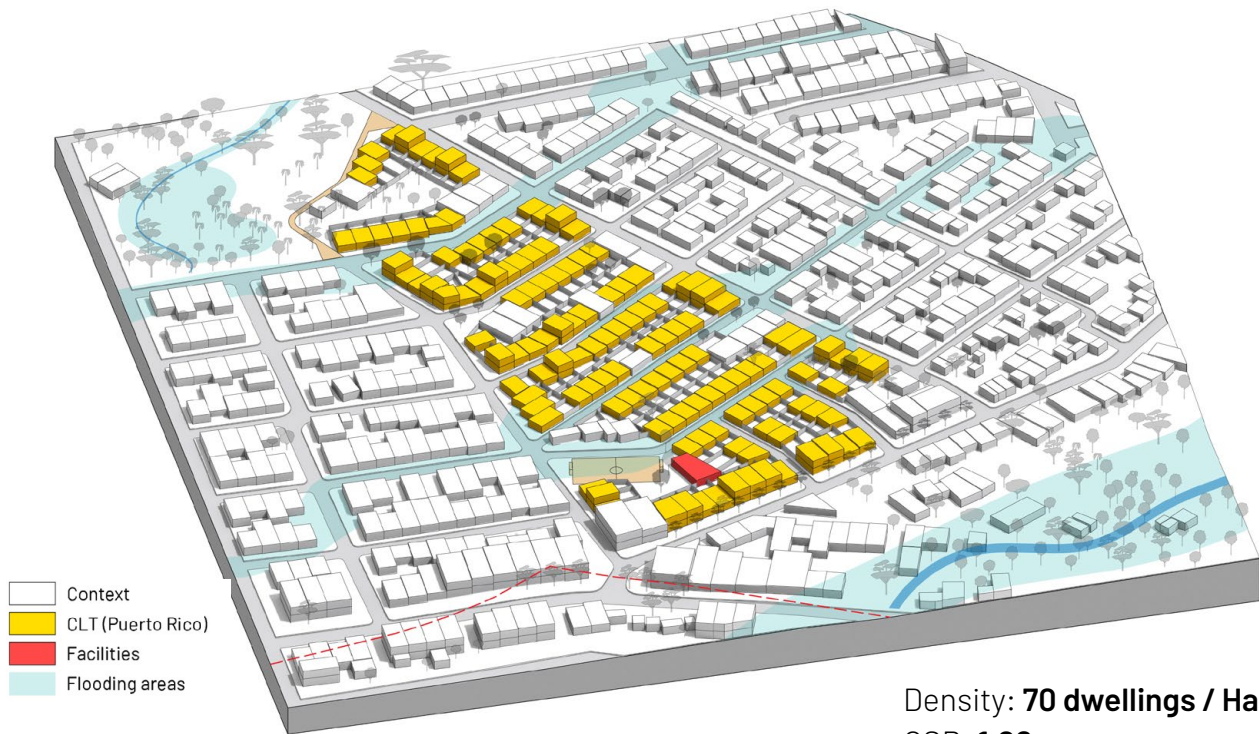 Context
CLT (Puerto Rico)
Facilities
Flooding areas
Density: 70 dwellings / Ha